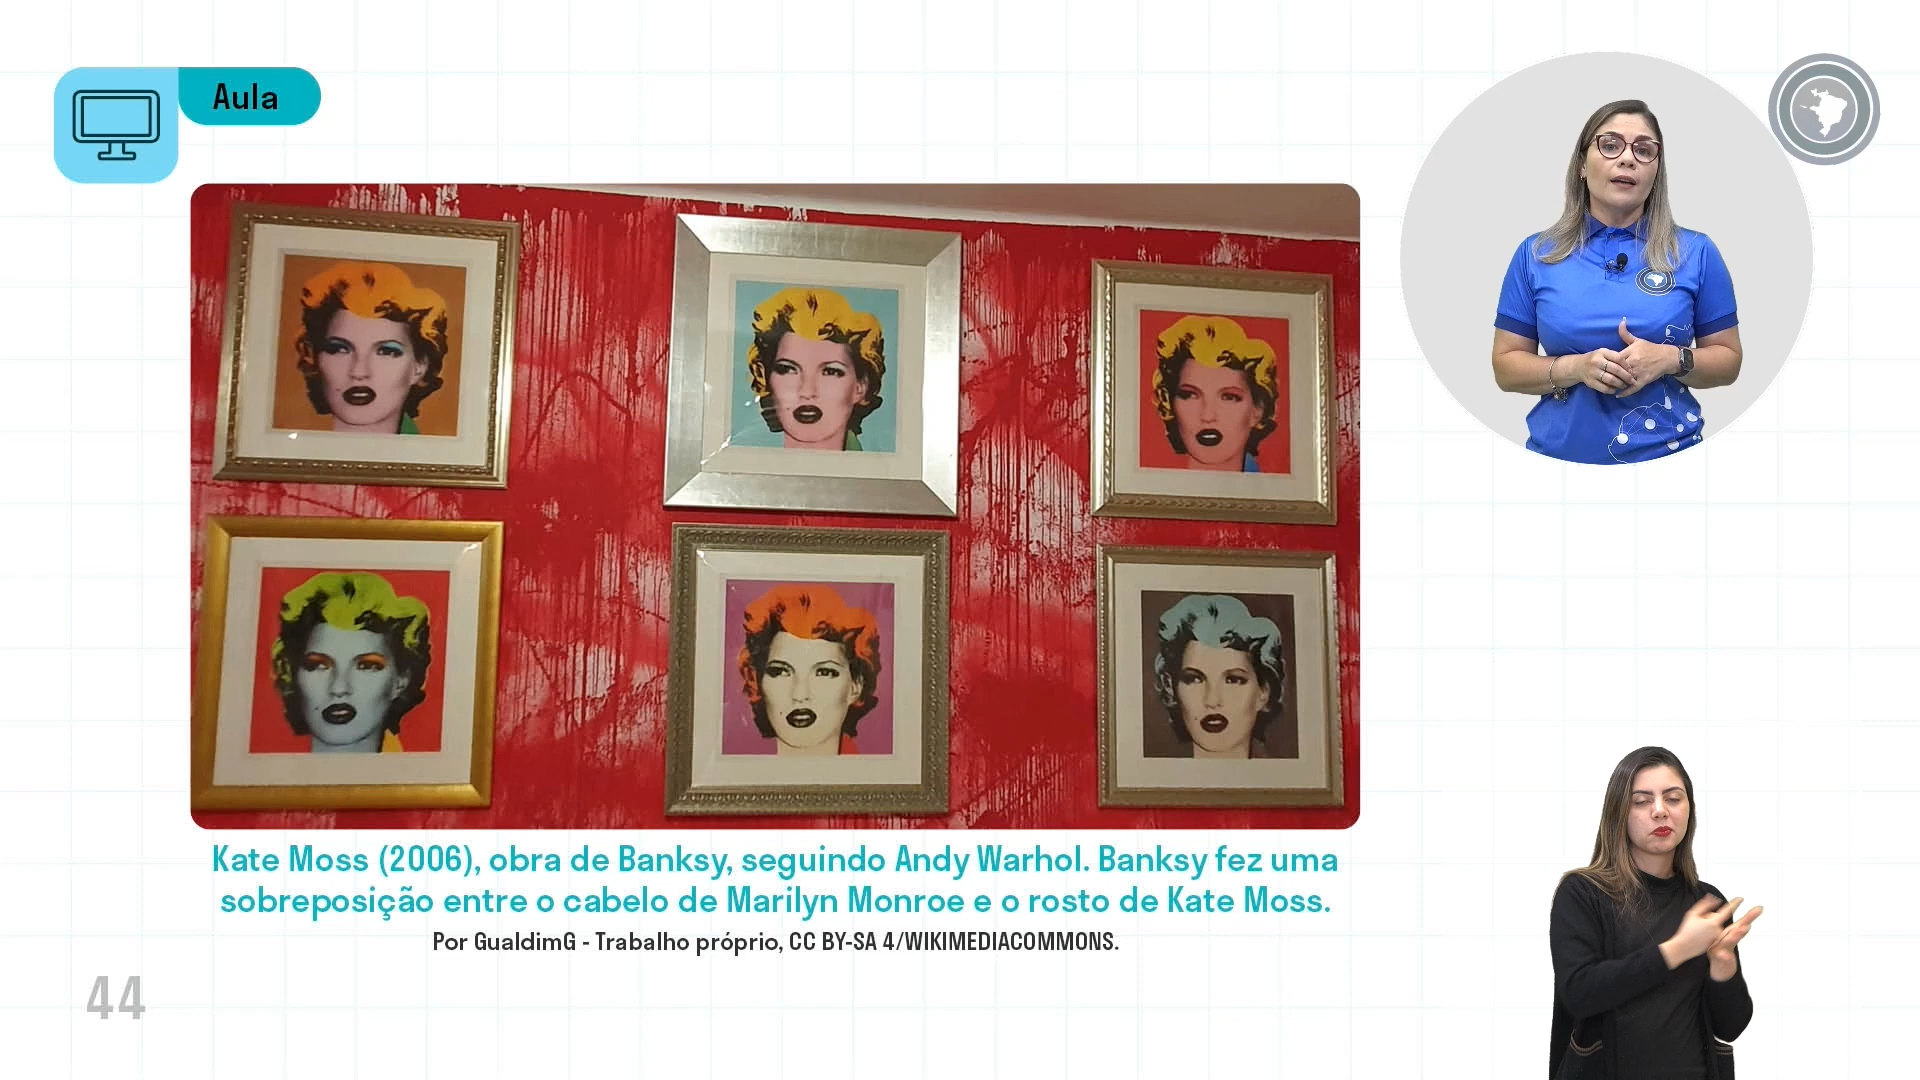 Aula
Kate Moss (2006), obra de Banksy, seguindo Andy Warhol. Banksy fez uma
sobreposição entre o cabelo de Marilyn Monroe e o rosto de Kate Moss.
Por GualdimG - Trabalho próprio, CC BY-SA 4/WIKIMEDIACOMMONS.
44